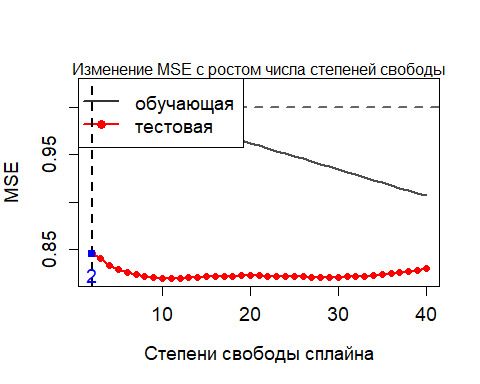 Изменение MSE с ростом числа степеней свободы
обучающая
тестовая
MSE
0.95
0.85
2
10
20
30
40
Степени свободы сплайна